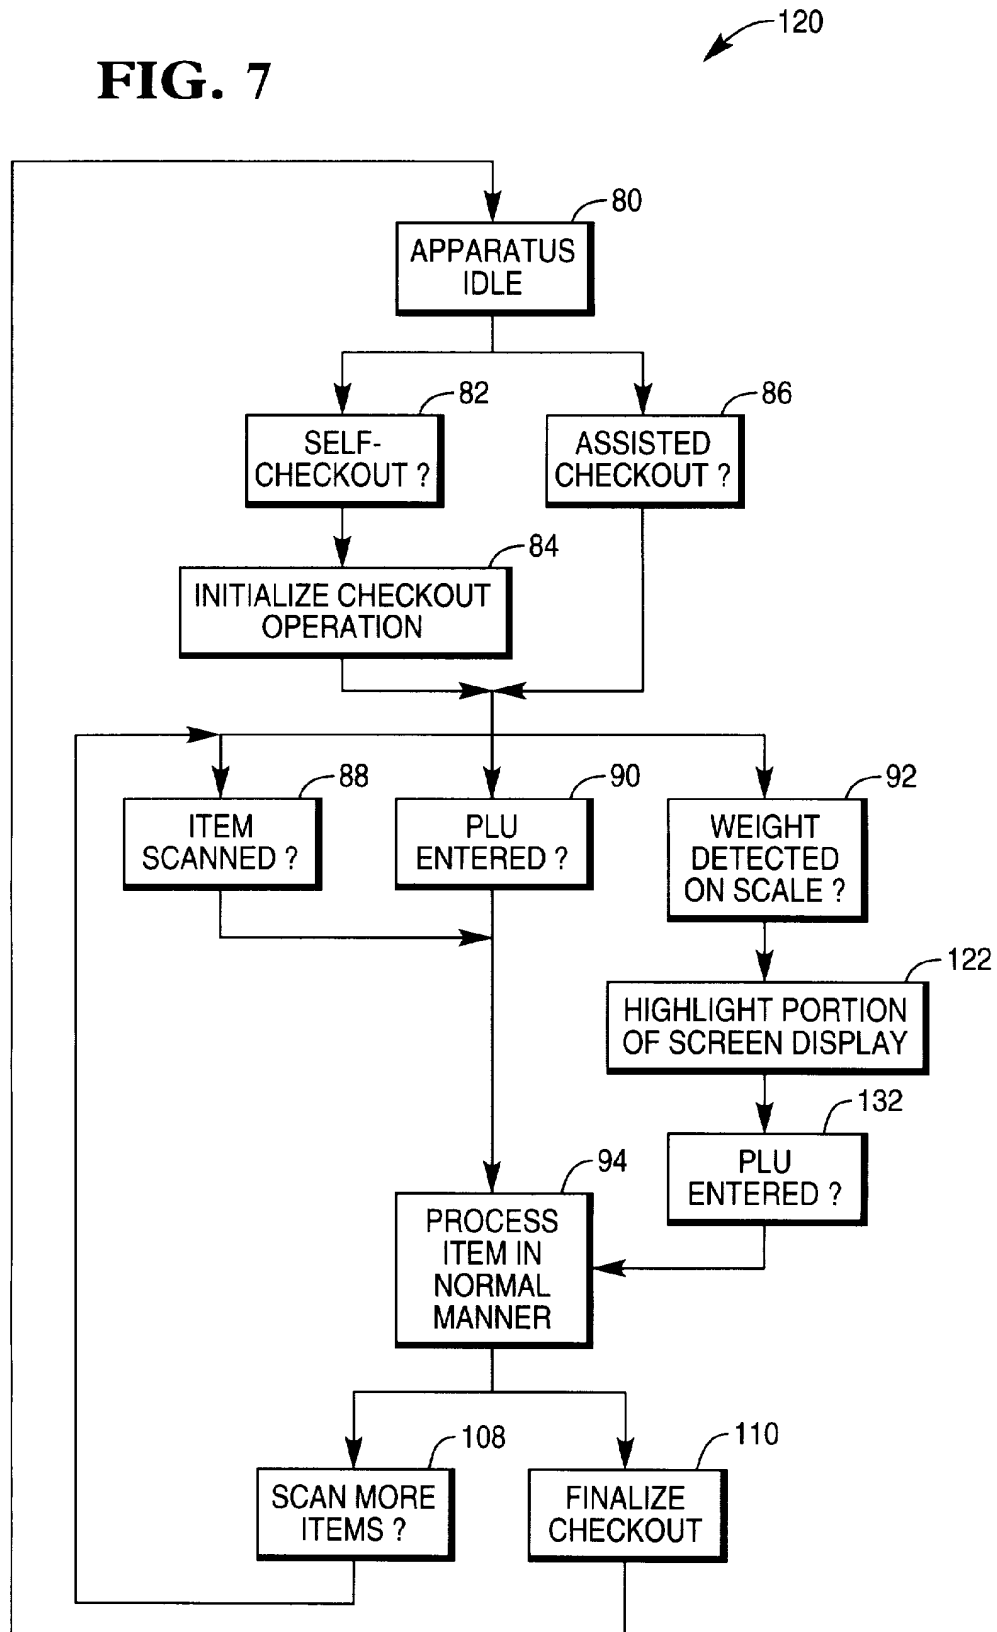 120
FIG. 7
80
APPARATUS
IDLE
82
SELF-
CHECKOUT ?
86
ASSISTED
CHECKOUT ?
84
INITIALIZE CHECKOUT
OPERATION
88
ITEM
SCANNED ?
90
PLU
ENTERED ?
92
WEIGHT
DETECTED
ON SCALE ?
122
HIGHLIGHT PORTION
OF SCREEN DISPLAY
132
PLU
ENTERED ?
94
PROCESS
ITEM IN
NORMAL
MANNER
108
SCAN MORE
ITEMS ?
110
FINALIZE
CHECKOUT